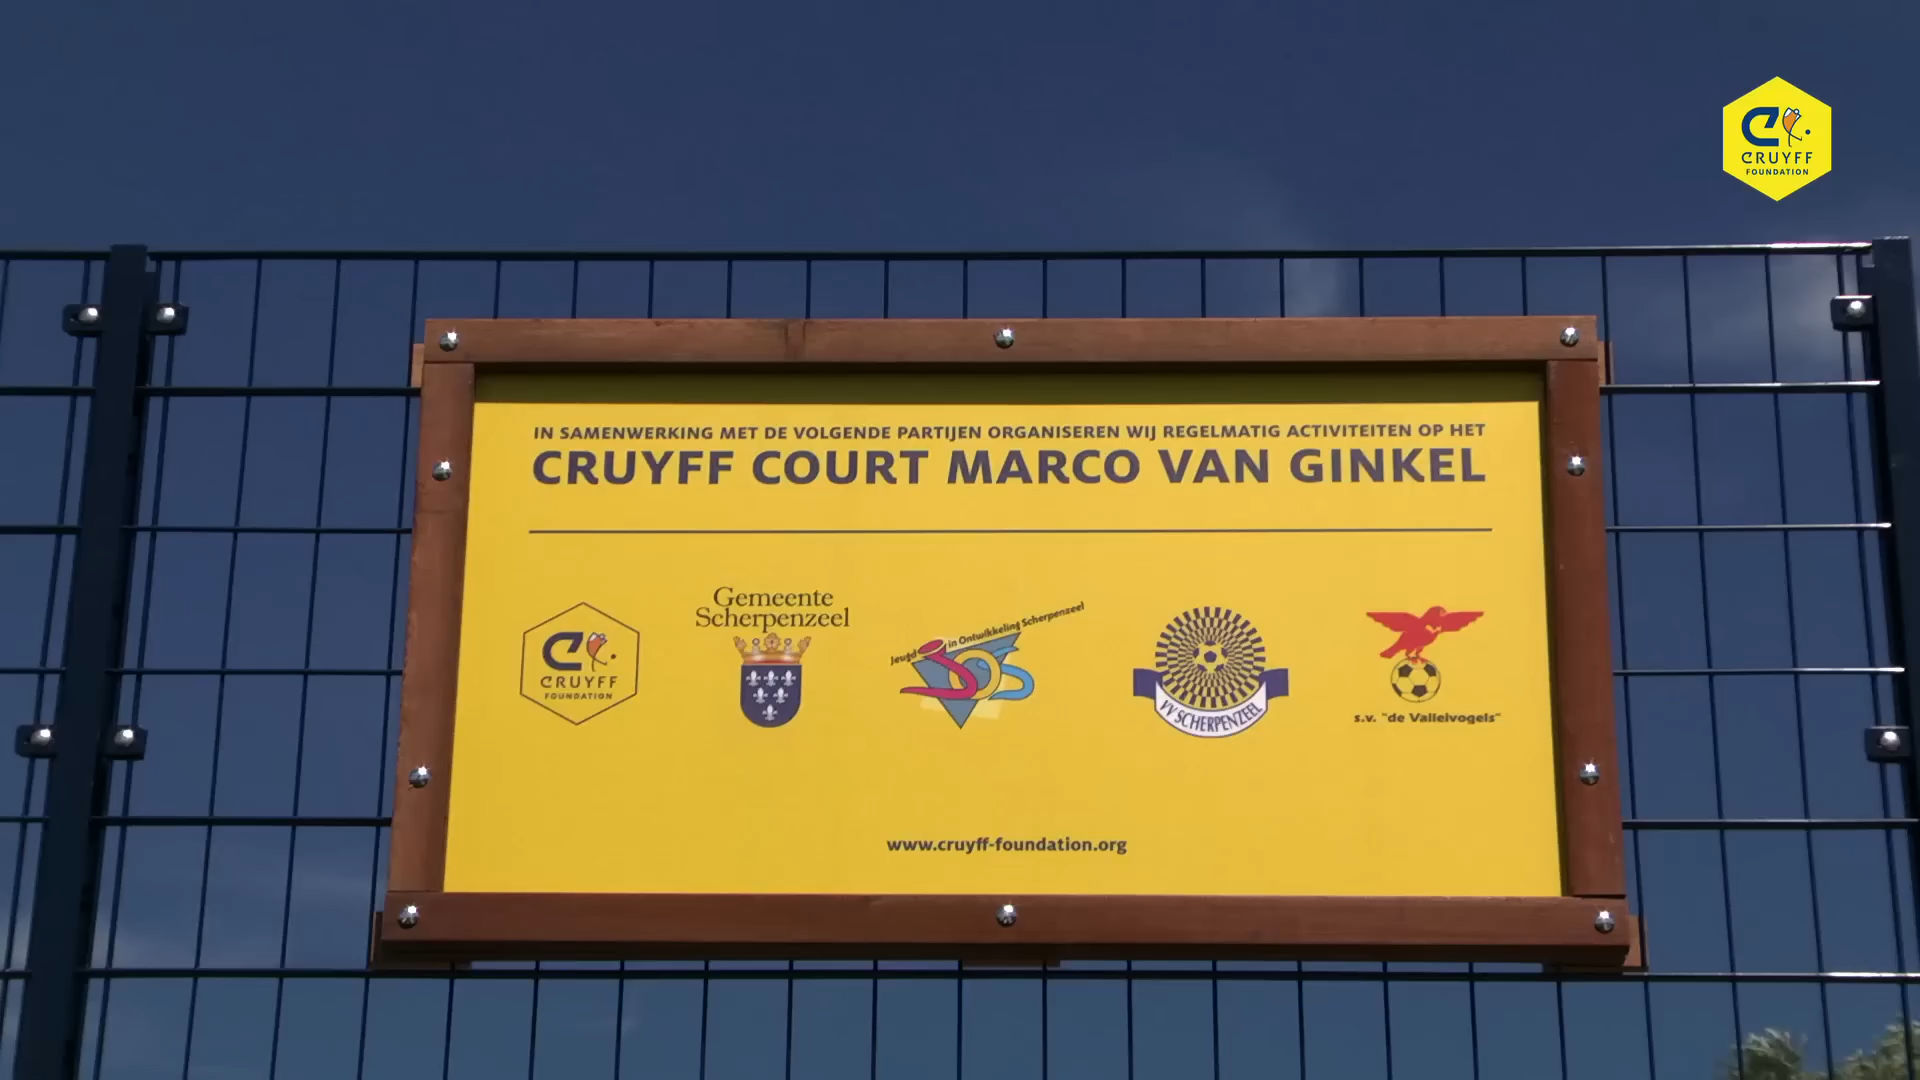 CRUYFF
FOUNDATION
IN SAMENWERKING MET DE VOLGENDE PARTIJEN ORGANISEREN WIJ REGELMATIG ACTIVITEITEN OP HET
CRUYFF COURT MARCO VAN GINKEL
CRUYFF
FOUNDATION
Gemeente
Scherpenzeel
Jeugd in Ontwikkeling Scherpenzeel
JOS
VV SCHERPENZEEL
s.v. "de Valleivogels"
www.cruyff-foundation.org